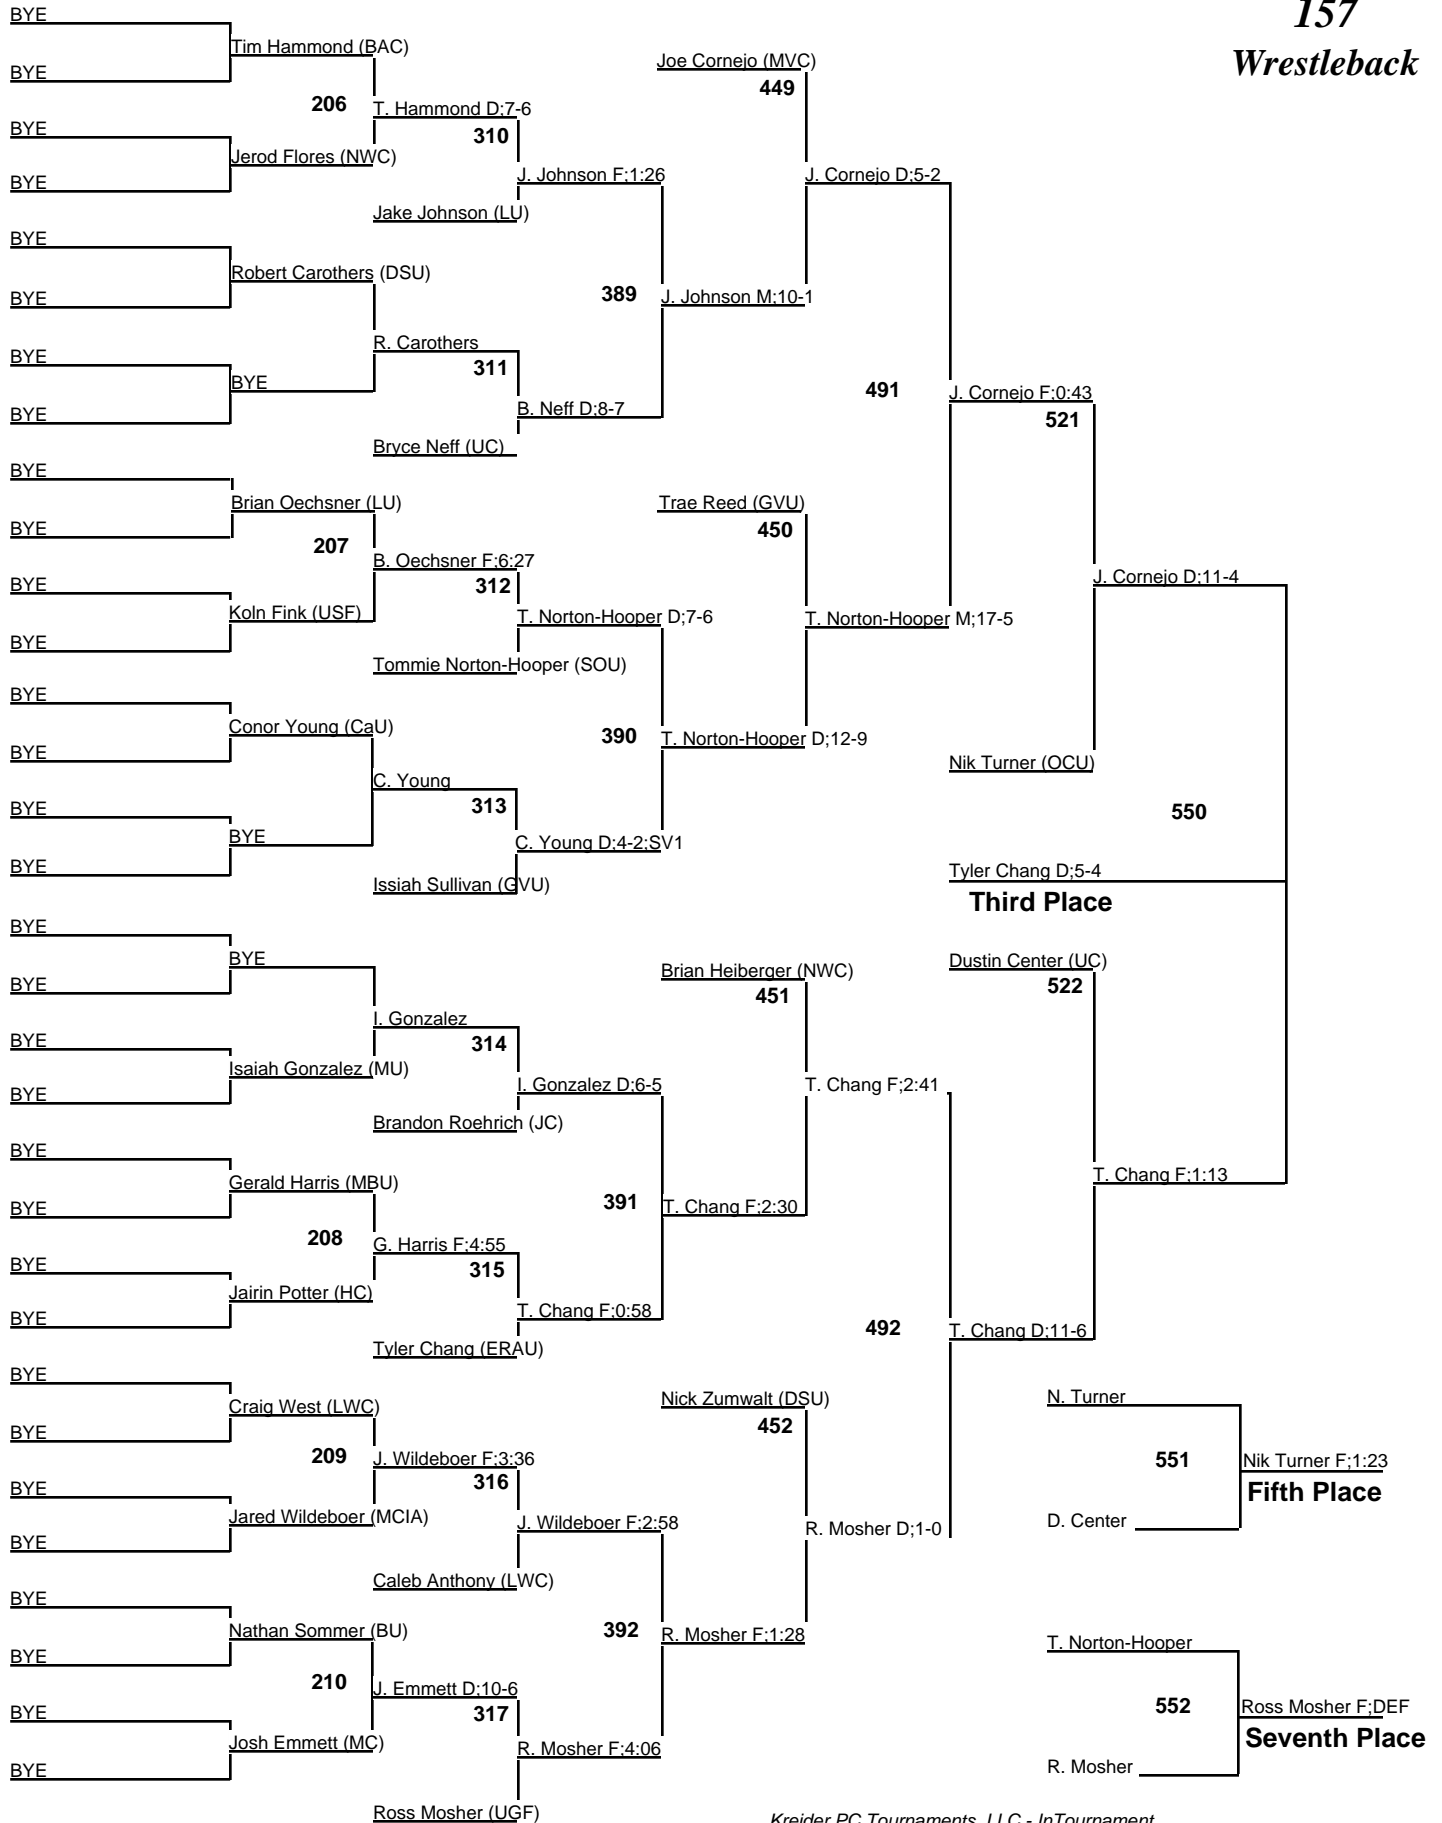 157
Wrestleback
BYE
Tim Hammond (BAC)
Joe Cornejo (MVC)
BYE
449
206
T. Hammond D;7-6
BYE
310
Jerod Flores (NWC)
J. Johnson F;1:26
J. Cornejo D;5-2
BYE
Jake Johnson (LU)
BYE
Robert Carothers (DSU)
389
J. Johnson M;10-1
BYE
R. Carothers
BYE
311
BYE
491
J. Cornejo F;0:43
BYE
B. Neff D;8-7
521
Bryce Neff (UC)
BYE
Brian Oechsner (LU)
Trae Reed (GVU)
BYE
450
207
B. Oechsner F;6:27
BYE
312
J. Cornejo D;11-4
Koln Fink (USF)
T. Norton-Hooper D;7-6
T. Norton-Hooper M;17-5
BYE
Tommie Norton-Hooper (SOU)
BYE
Conor Young (CaU)
390
T. Norton-Hooper D;12-9
BYE
Nik Turner (OCU)
C. Young
BYE
313
550
BYE
C. Young D;4-2;SV1
BYE
Tyler Chang D;5-4
Issiah Sullivan (GVU)
Third Place
BYE
BYE
Brian Heiberger (NWC)
Dustin Center (UC)
BYE
451
522
I. Gonzalez
BYE
314
Isaiah Gonzalez (MU)
I. Gonzalez D;6-5
T. Chang F;2:41
BYE
Brandon Roehrich (JC)
BYE
Gerald Harris (MBU)
T. Chang F;1:13
BYE
391
T. Chang F;2:30
208
G. Harris F;4:55
BYE
315
Jairin Potter (HC)
BYE
T. Chang F;0:58
492
T. Chang D;11-6
Tyler Chang (ERAU)
BYE
Craig West (LWC)
Nick Zumwalt (DSU)
N. Turner
BYE
452
209
J. Wildeboer F;3:36
551
Nik Turner F;1:23
BYE
316
Fifth Place
Jared Wildeboer (MCIA)
J. Wildeboer F;2:58
R. Mosher D;1-0
D. Center
BYE
Caleb Anthony (LWC)
BYE
Nathan Sommer (BU)
392
R. Mosher F;1:28
T. Norton-Hooper
BYE
210
J. Emmett D;10-6
BYE
317
552
Ross Mosher F;DEF
Josh Emmett (MC)
R. Mosher F;4:06
Seventh Place
BYE
R. Mosher
Ross Mosher (UGF)
Kreider PC Tournaments, LLC - InTournament